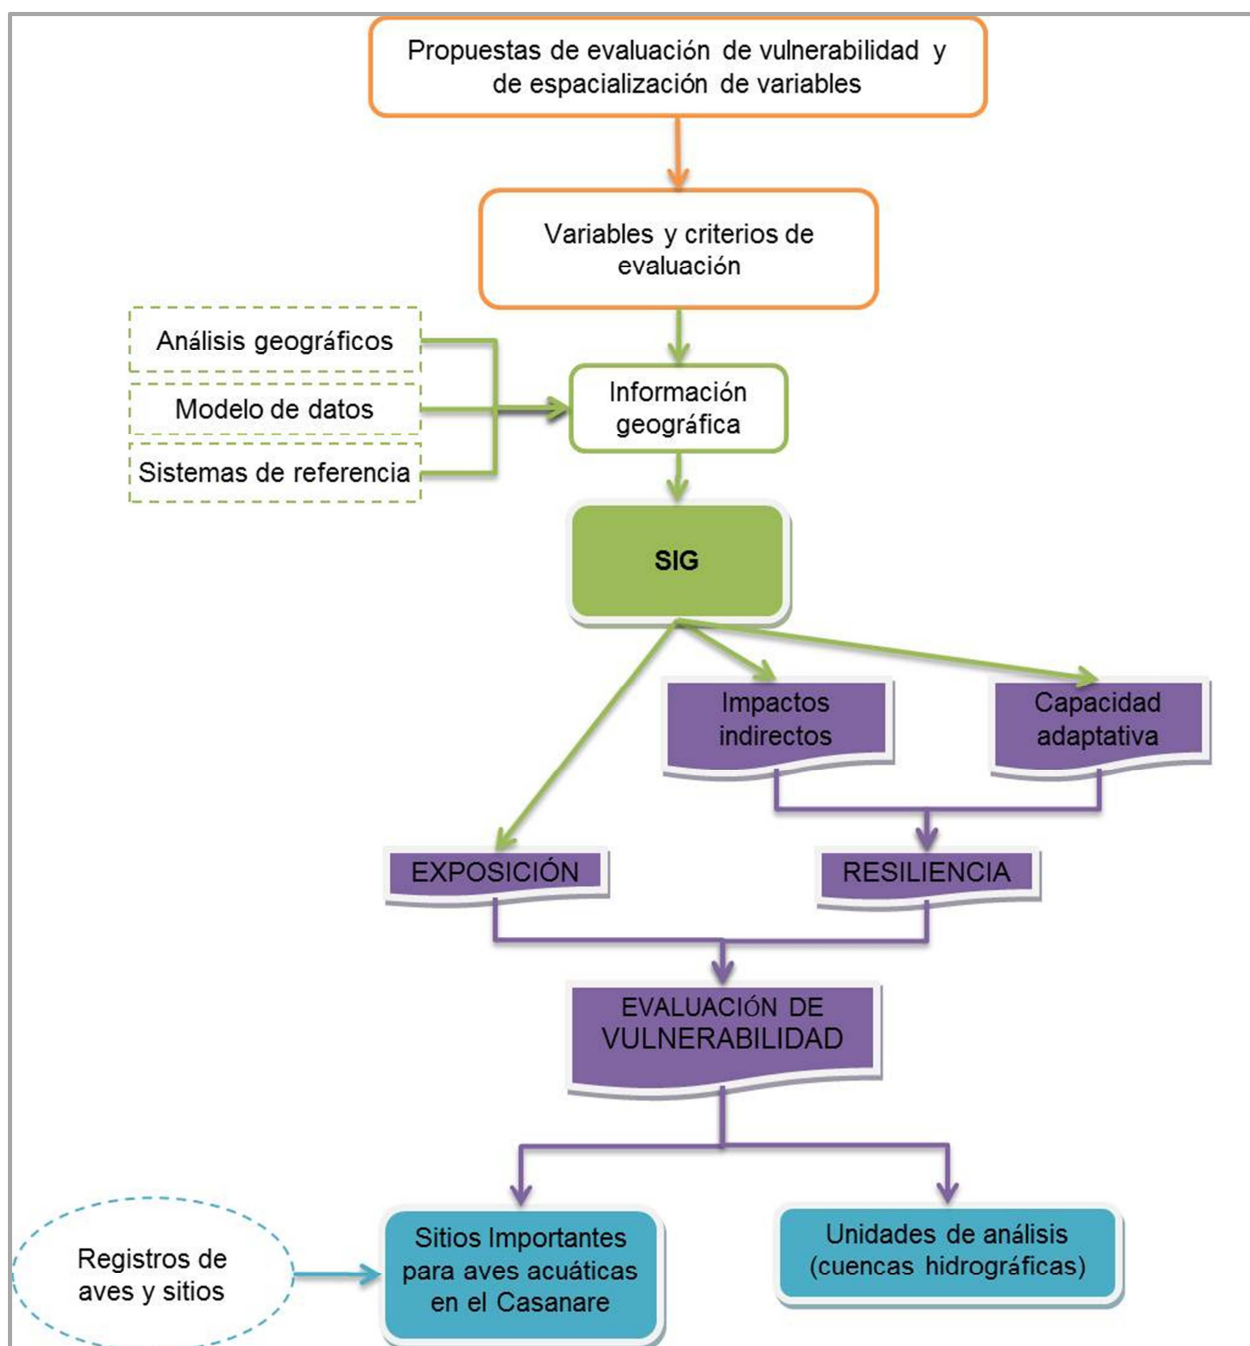 Propuestas de evaluación de vulnerabilidad y
de espacialización de variables
Variables y criterios de
evaluación
Análisis geográficos
Modelo de datos
Sistemas de referencia
Información
geográfica
SIG
Impactos
indirectos
Capacidad
adaptativa
EXPOSICIÓN
RESILIENCIA
EVALUACIÓN DE
VULNERABILIDAD
Registros de
aves y sitios
Sitios Importantes
para aves acuáticas
en el Casanare
Unidades de análisis
(cuencas hidrográficas)